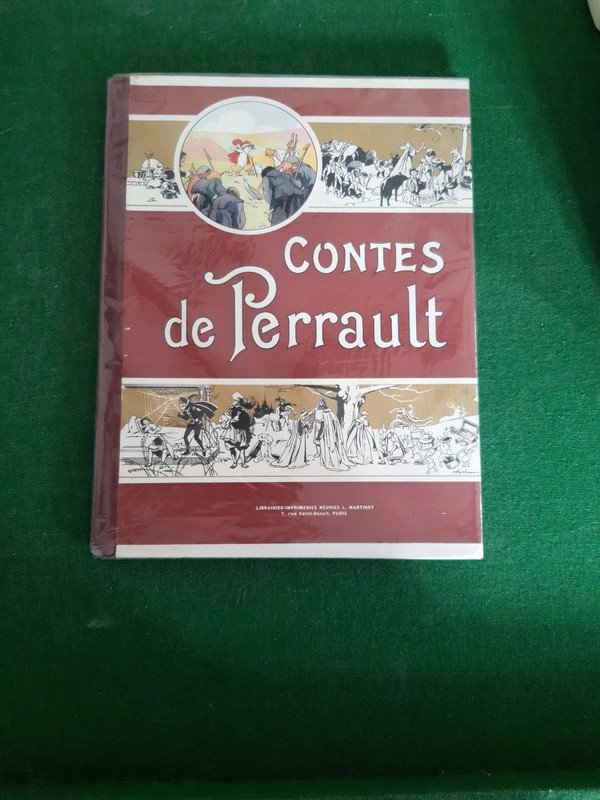 CONTES
de Perrault
LIBRAIRIES-IMPRIMERIES RÉUNIES L. MARTINET
7, rue Saint-Benoît, PARIS